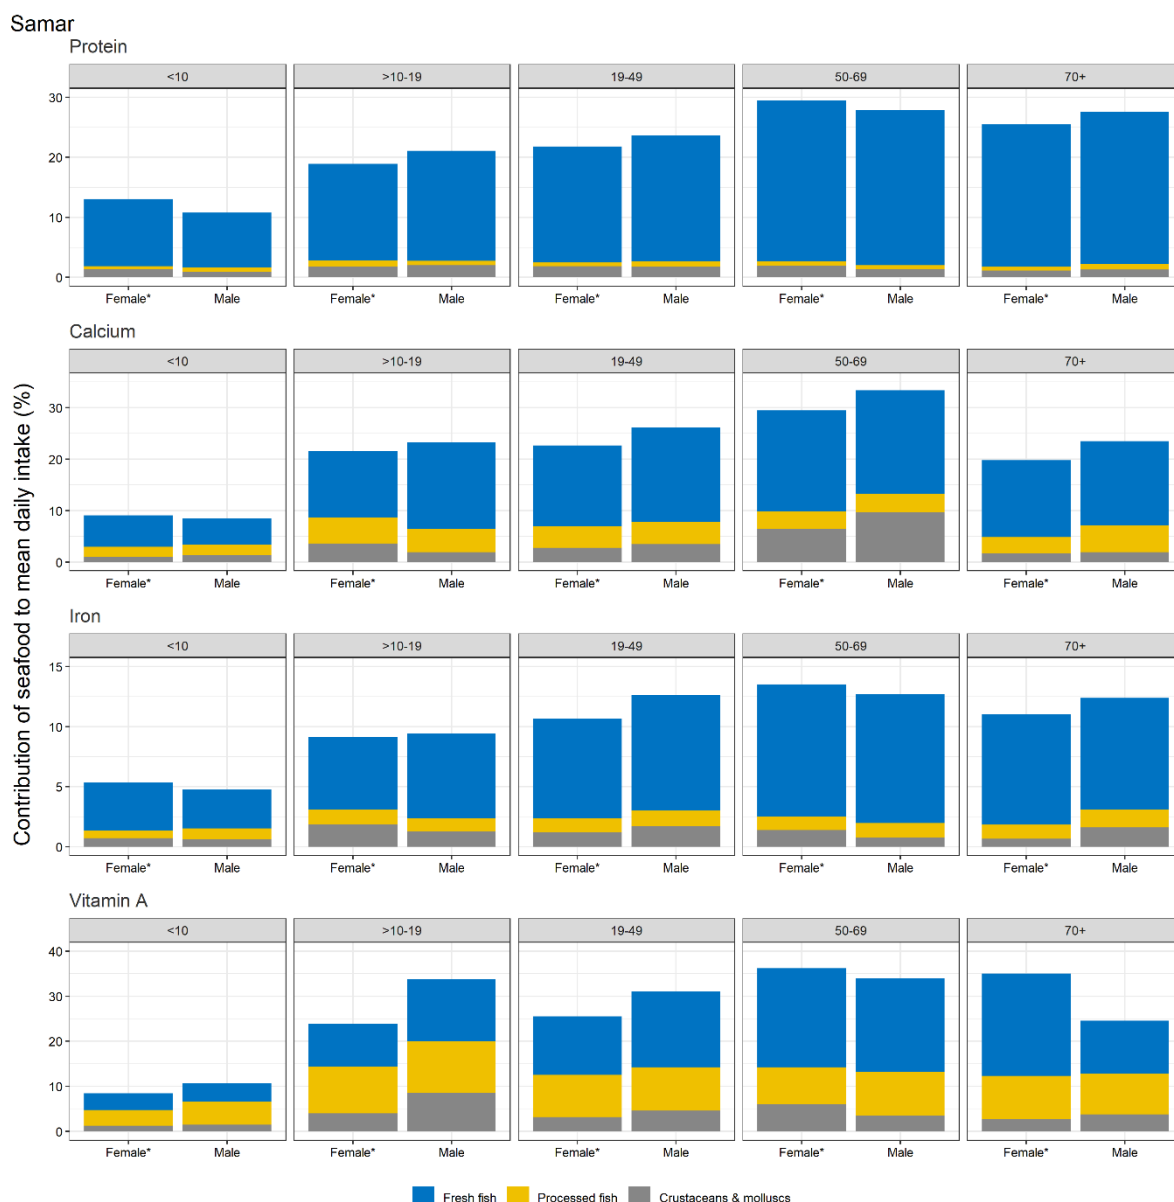 Samar
Protein
<10 >10-19 19-49 50-69 70+
30
20
10
0
Female* Male Female* Male Female* Male Female* Male Female* Male
Calcium
<10 >10-19 19-49 50-69 70+
30
20
10
0
Female* Male Female* Male Female* Male Female* Male Female* Male
Contribution of seafood to mean daily intake (%)
Iron
<10 >10-19 19-49 50-69 70+
15
10
5
0
Female* Male Female* Male Female* Male Female* Male Female* Male
Vitamin A
<10 >10-19 19-49 50-69 70+
40
30
20
10
0
Female* Male Female* Male Female* Male Female* Male Female* Male
Fresh fish Processed fish Crustaceans & molluscs